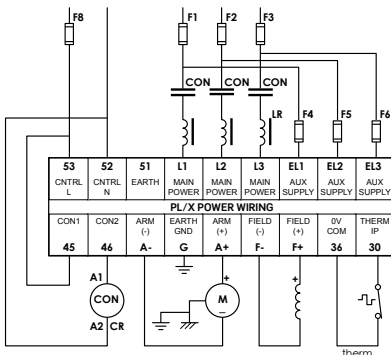 F8 F1 F2 F3
CON CON CON
LR F4 F5 F6
53 52 51 L1 L2 L3 EL1 EL2 EL3
CNTRL L CNTRL N EARTH MAIN POWER MAIN POWER MAIN POWER AUX SUPPLY AUX SUPPLY AUX SUPPLY
PL/X POWER WIRING
CON1 CON2 ARM (-) EARTH GND ARM (+) FIELD (-) FIELD (+) 0V COM THERM IP
45 46 A- G A+ F- F+ 36 30
A1 + +
CON M
A2 CR −
therm